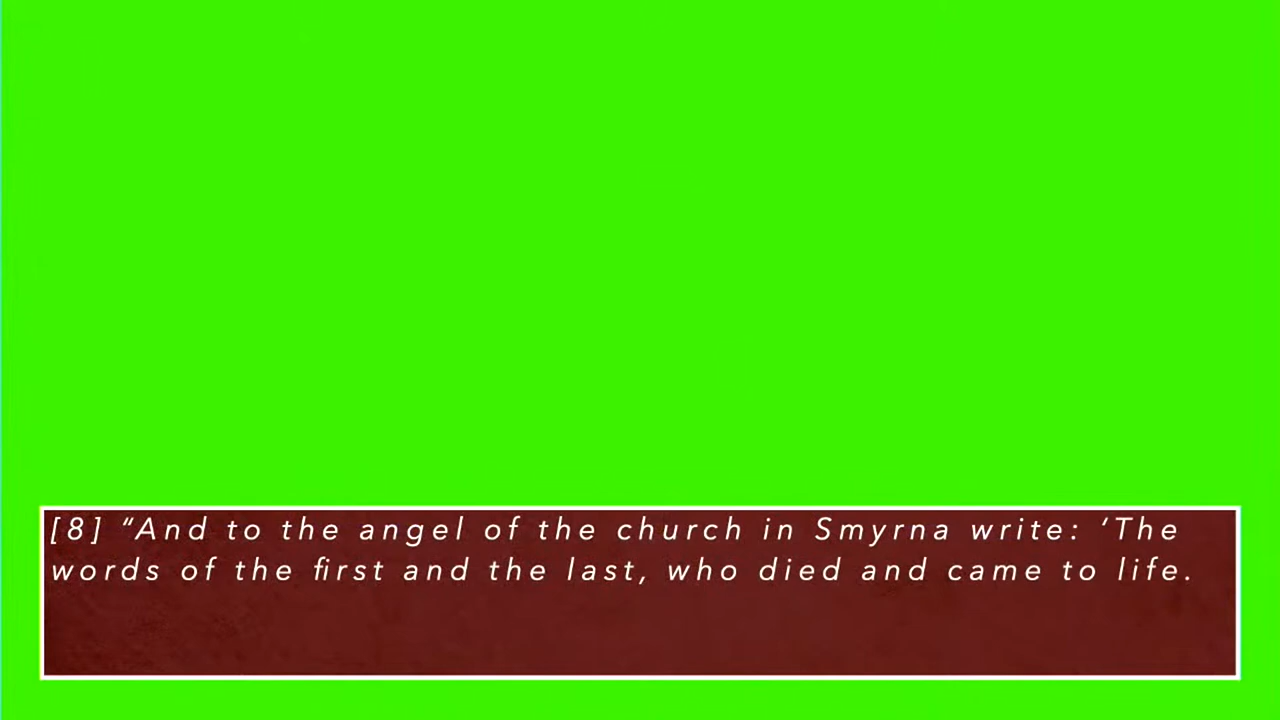 [8] “And to the angel of the church in Smyrna write: ‘The
words of the first and the last, who died and came to life.